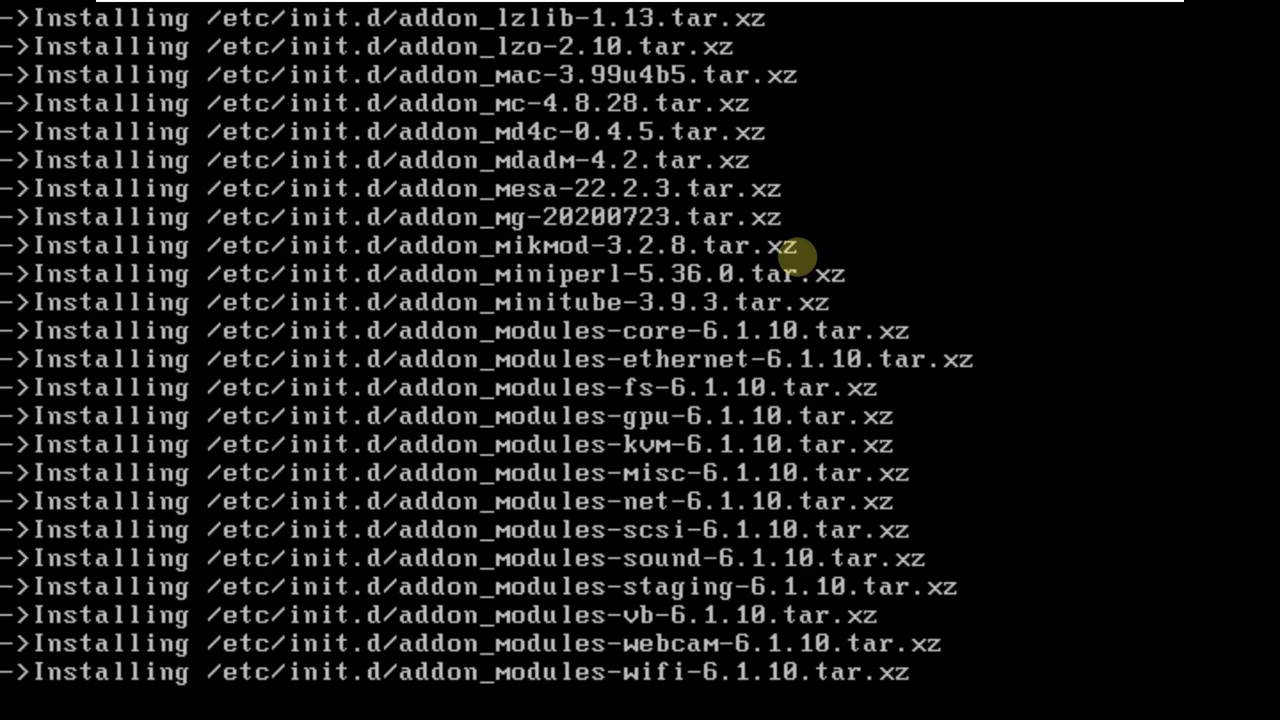 ->Installing /etc/init.d/addon_lzlib-1.13.tar.xz
->Installing /etc/init.d/addon_lzo-2.10.tar.xz
->Installing /etc/init.d/addon_mac-3.99u4b5.tar.xz
->Installing /etc/init.d/addon_mc-4.8.28.tar.xz
->Installing /etc/init.d/addon_md4c-0.4.5.tar.xz
->Installing /etc/init.d/addon_mdadm-4.2.tar.xz
->Installing /etc/init.d/addon_mesa-22.2.3.tar.xz
->Installing /etc/init.d/addon_mg-20200723.tar.xz
->Installing /etc/init.d/addon_mikmod-3.2.8.tar.xz
->Installing /etc/init.d/addon_miniperl-5.36.0.tar.xz
->Installing /etc/init.d/addon_minitube-3.9.3.tar.xz
->Installing /etc/init.d/addon_modules-core-6.1.10.tar.xz
->Installing /etc/init.d/addon_modules-ethernet-6.1.10.tar.xz
->Installing /etc/init.d/addon_modules-fs-6.1.10.tar.xz
->Installing /etc/init.d/addon_modules-gpu-6.1.10.tar.xz
->Installing /etc/init.d/addon_modules-kvm-6.1.10.tar.xz
->Installing /etc/init.d/addon_modules-misc-6.1.10.tar.xz
->Installing /etc/init.d/addon_modules-net-6.1.10.tar.xz
->Installing /etc/init.d/addon_modules-scsi-6.1.10.tar.xz
->Installing /etc/init.d/addon_modules-sound-6.1.10.tar.xz
->Installing /etc/init.d/addon_modules-staging-6.1.10.tar.xz
->Installing /etc/init.d/addon_modules-vb-6.1.10.tar.xz
->Installing /etc/init.d/addon_modules-webcam-6.1.10.tar.xz
->Installing /etc/init.d/addon_modules-wifi-6.1.10.tar.xz